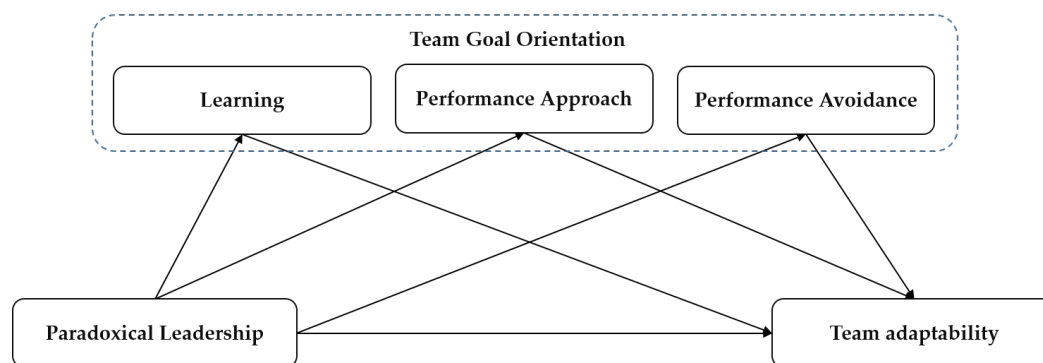 Team Goal Orientation
Learning
Performance Approach
Performance Avoidance
Paradoxical Leadership
Team adaptability